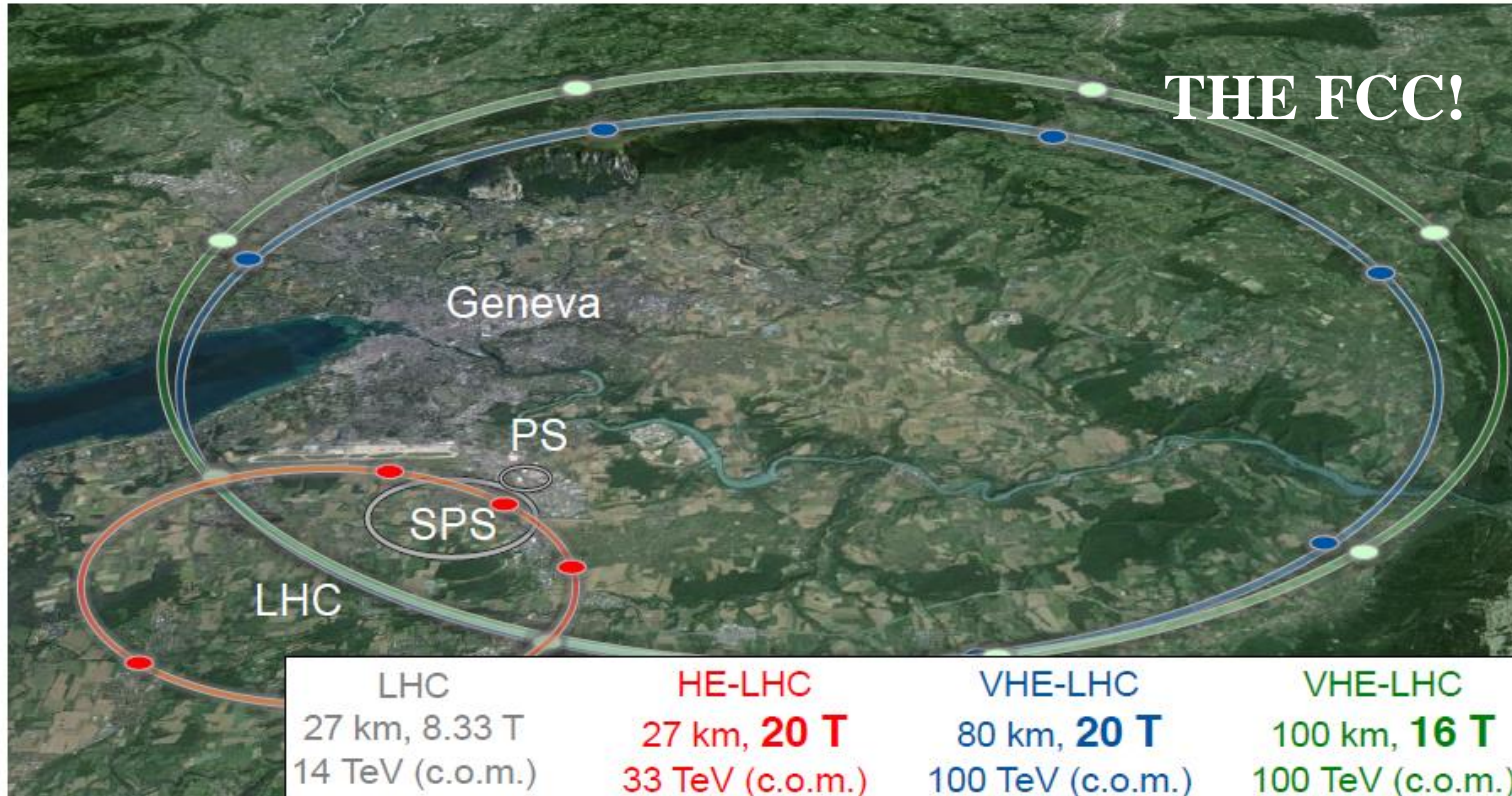 THE FCC!
Geneva
PS
SPS
LHC
LHC
27 km, 8.33 T
14 TeV (c.o.m.)
HE-LHC
27 km, 20 T
33 TeV (c.o.m.)
VHE-LHC
80 km, 20 T
100 TeV (c.o.m.)
VHE-LHC
100 km, 16 T
100 TeV (c.o.m.)